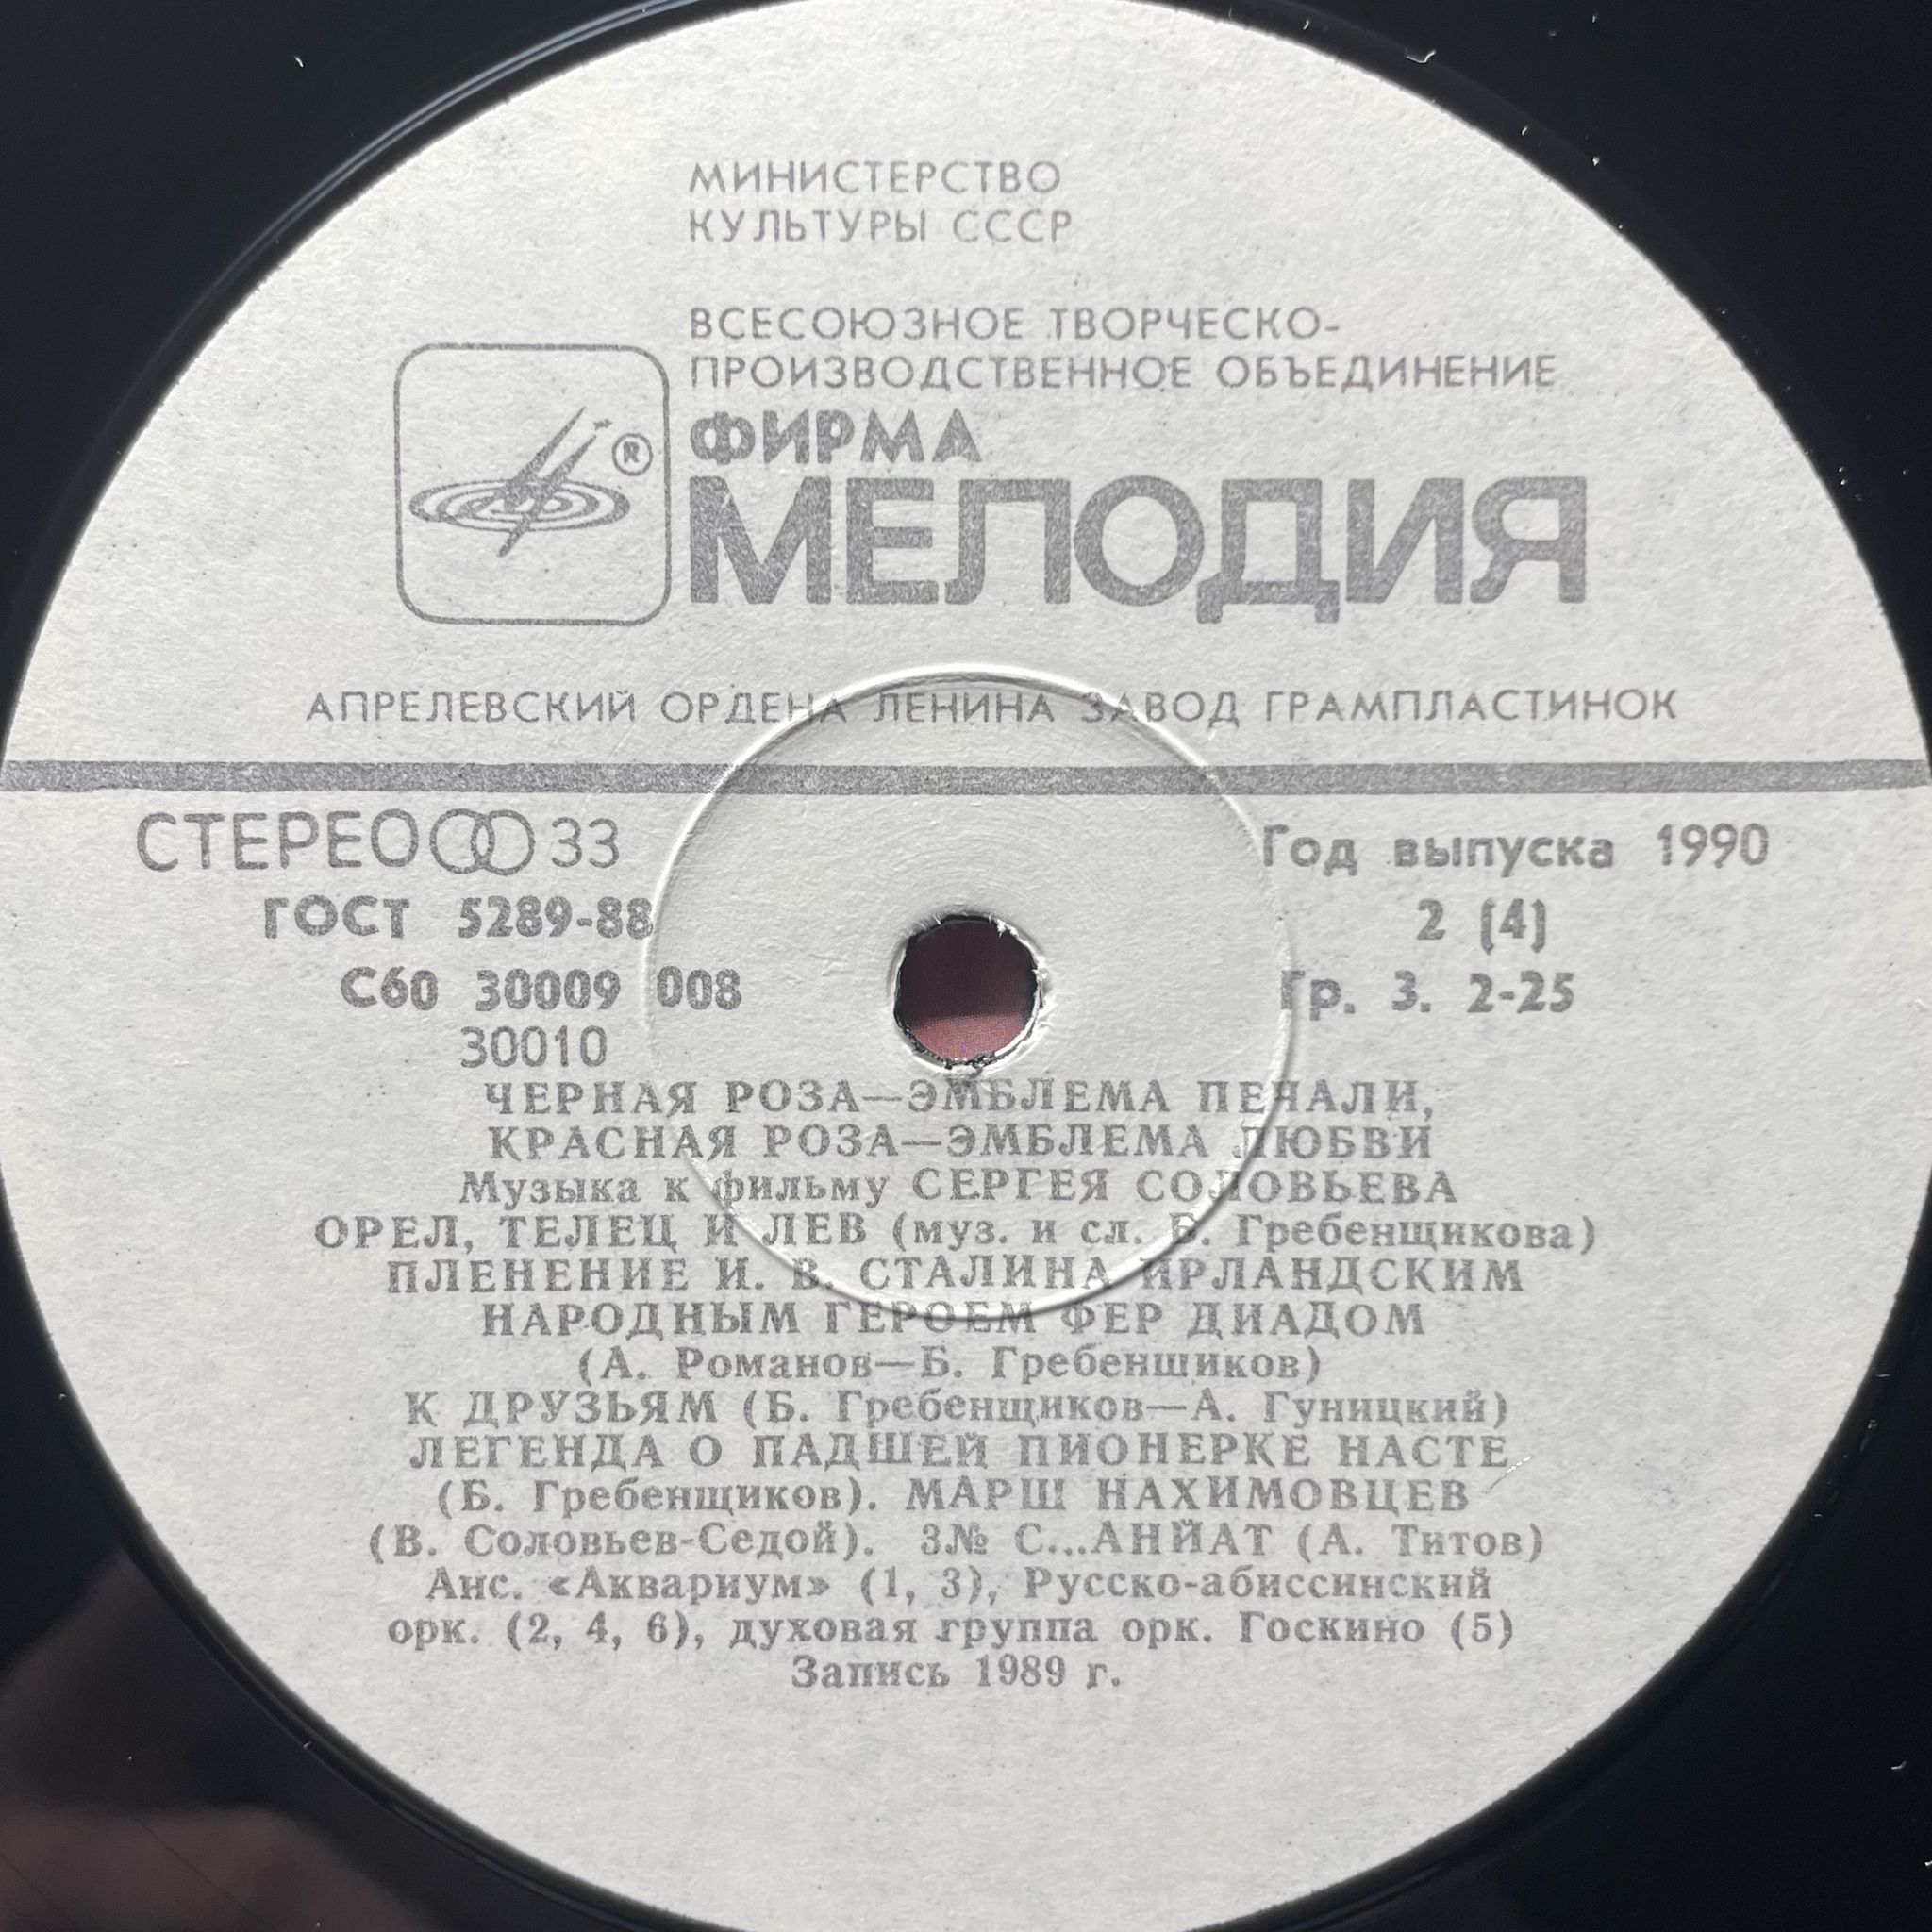 МИНИСТЕРСТВО
КУЛЬТУРЫ СССР
ВСЕСОЮЗНОЕ ТВОРЧЕСКО-
ПРОИЗВОДСТВЕННОЕ ОБЪЕДИНЕНИЕ
ФИРМА
®
МЕЛОДИЯ
АПРЕЛЕВСКИЙ ОРДЕНА ЛЕНИНА ЗАВОД ГРАМПЛАСТИНОК
СТЕРЕО 33
Год выпуска 1990
ГОСТ 5289-88
2 (4)
С60 30009 008
Гр. 3. 2-25
30010
ЧЕРНАЯ РОЗА—ЭМБЛЕМА ПЕЧАЛИ,
КРАСНАЯ РОЗА—ЭМБЛЕМА ЛЮБВИ
Музыка к фильму СЕРГЕЯ СОЛОВЬЕВА
ОРЕЛ, ТЕЛЕЦ И ЛЕВ (муз. и сл. Б. Гребенщикова)
ПЛЕНЕНИЕ И. В. СТАЛИНА ИРЛАНДСКИМ
НАРОДНЫМ ГЕРОЕМ ФЕР ДИАДОМ
(А. Романов—Б. Гребенщиков)
К ДРУЗЬЯМ (Б. Гребенщиков—А. Гуницкий)
ЛЕГЕНДА О ПАДШЕЙ ПИОНЕРКЕ НАСТЕ
(Б. Гребенщиков). МАРШ НАХИМОВЦЕВ
(В. Соловьев-Седой). 3№ С...АНЙАТ (А. Титов)
Анс. «Аквариум» (1, 3), Русско-абиссинский
орк. (2, 4, 6), духовая группа орк. Госкино (5)
Запись 1989 г.